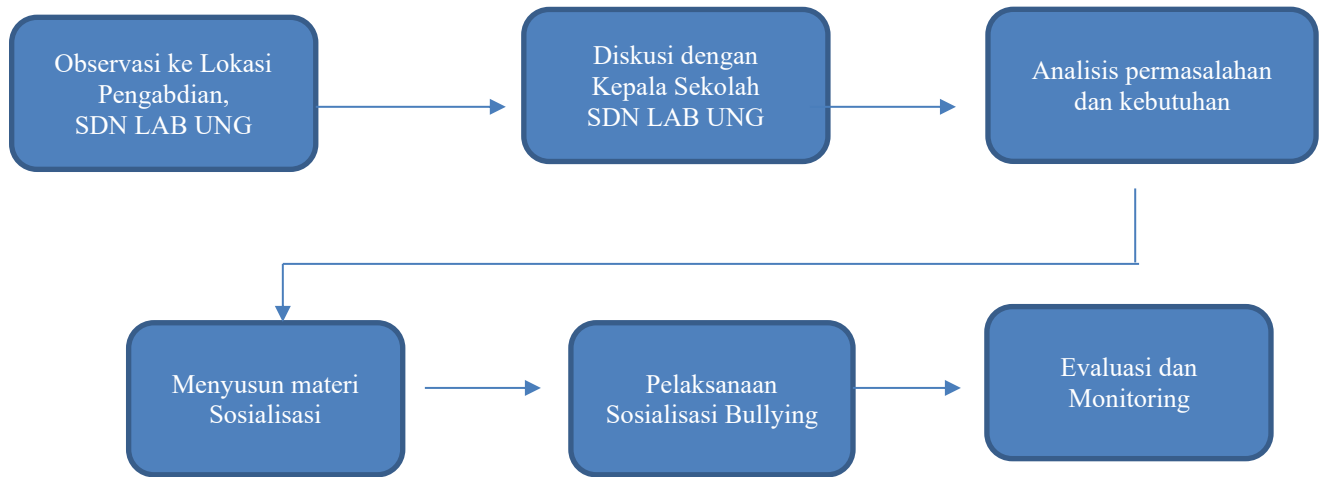 Observasi ke Lokasi
Pengabdian,
SDN LAB UNG
Diskusi dengan
Kepala Sekolah
SDN LAB UNG
Analisis permasalahan
dan kebutuhan
Menyusun materi
Sosialisasi
Pelaksanaan
Sosialisasi Bullying
Evaluasi dan
Monitoring